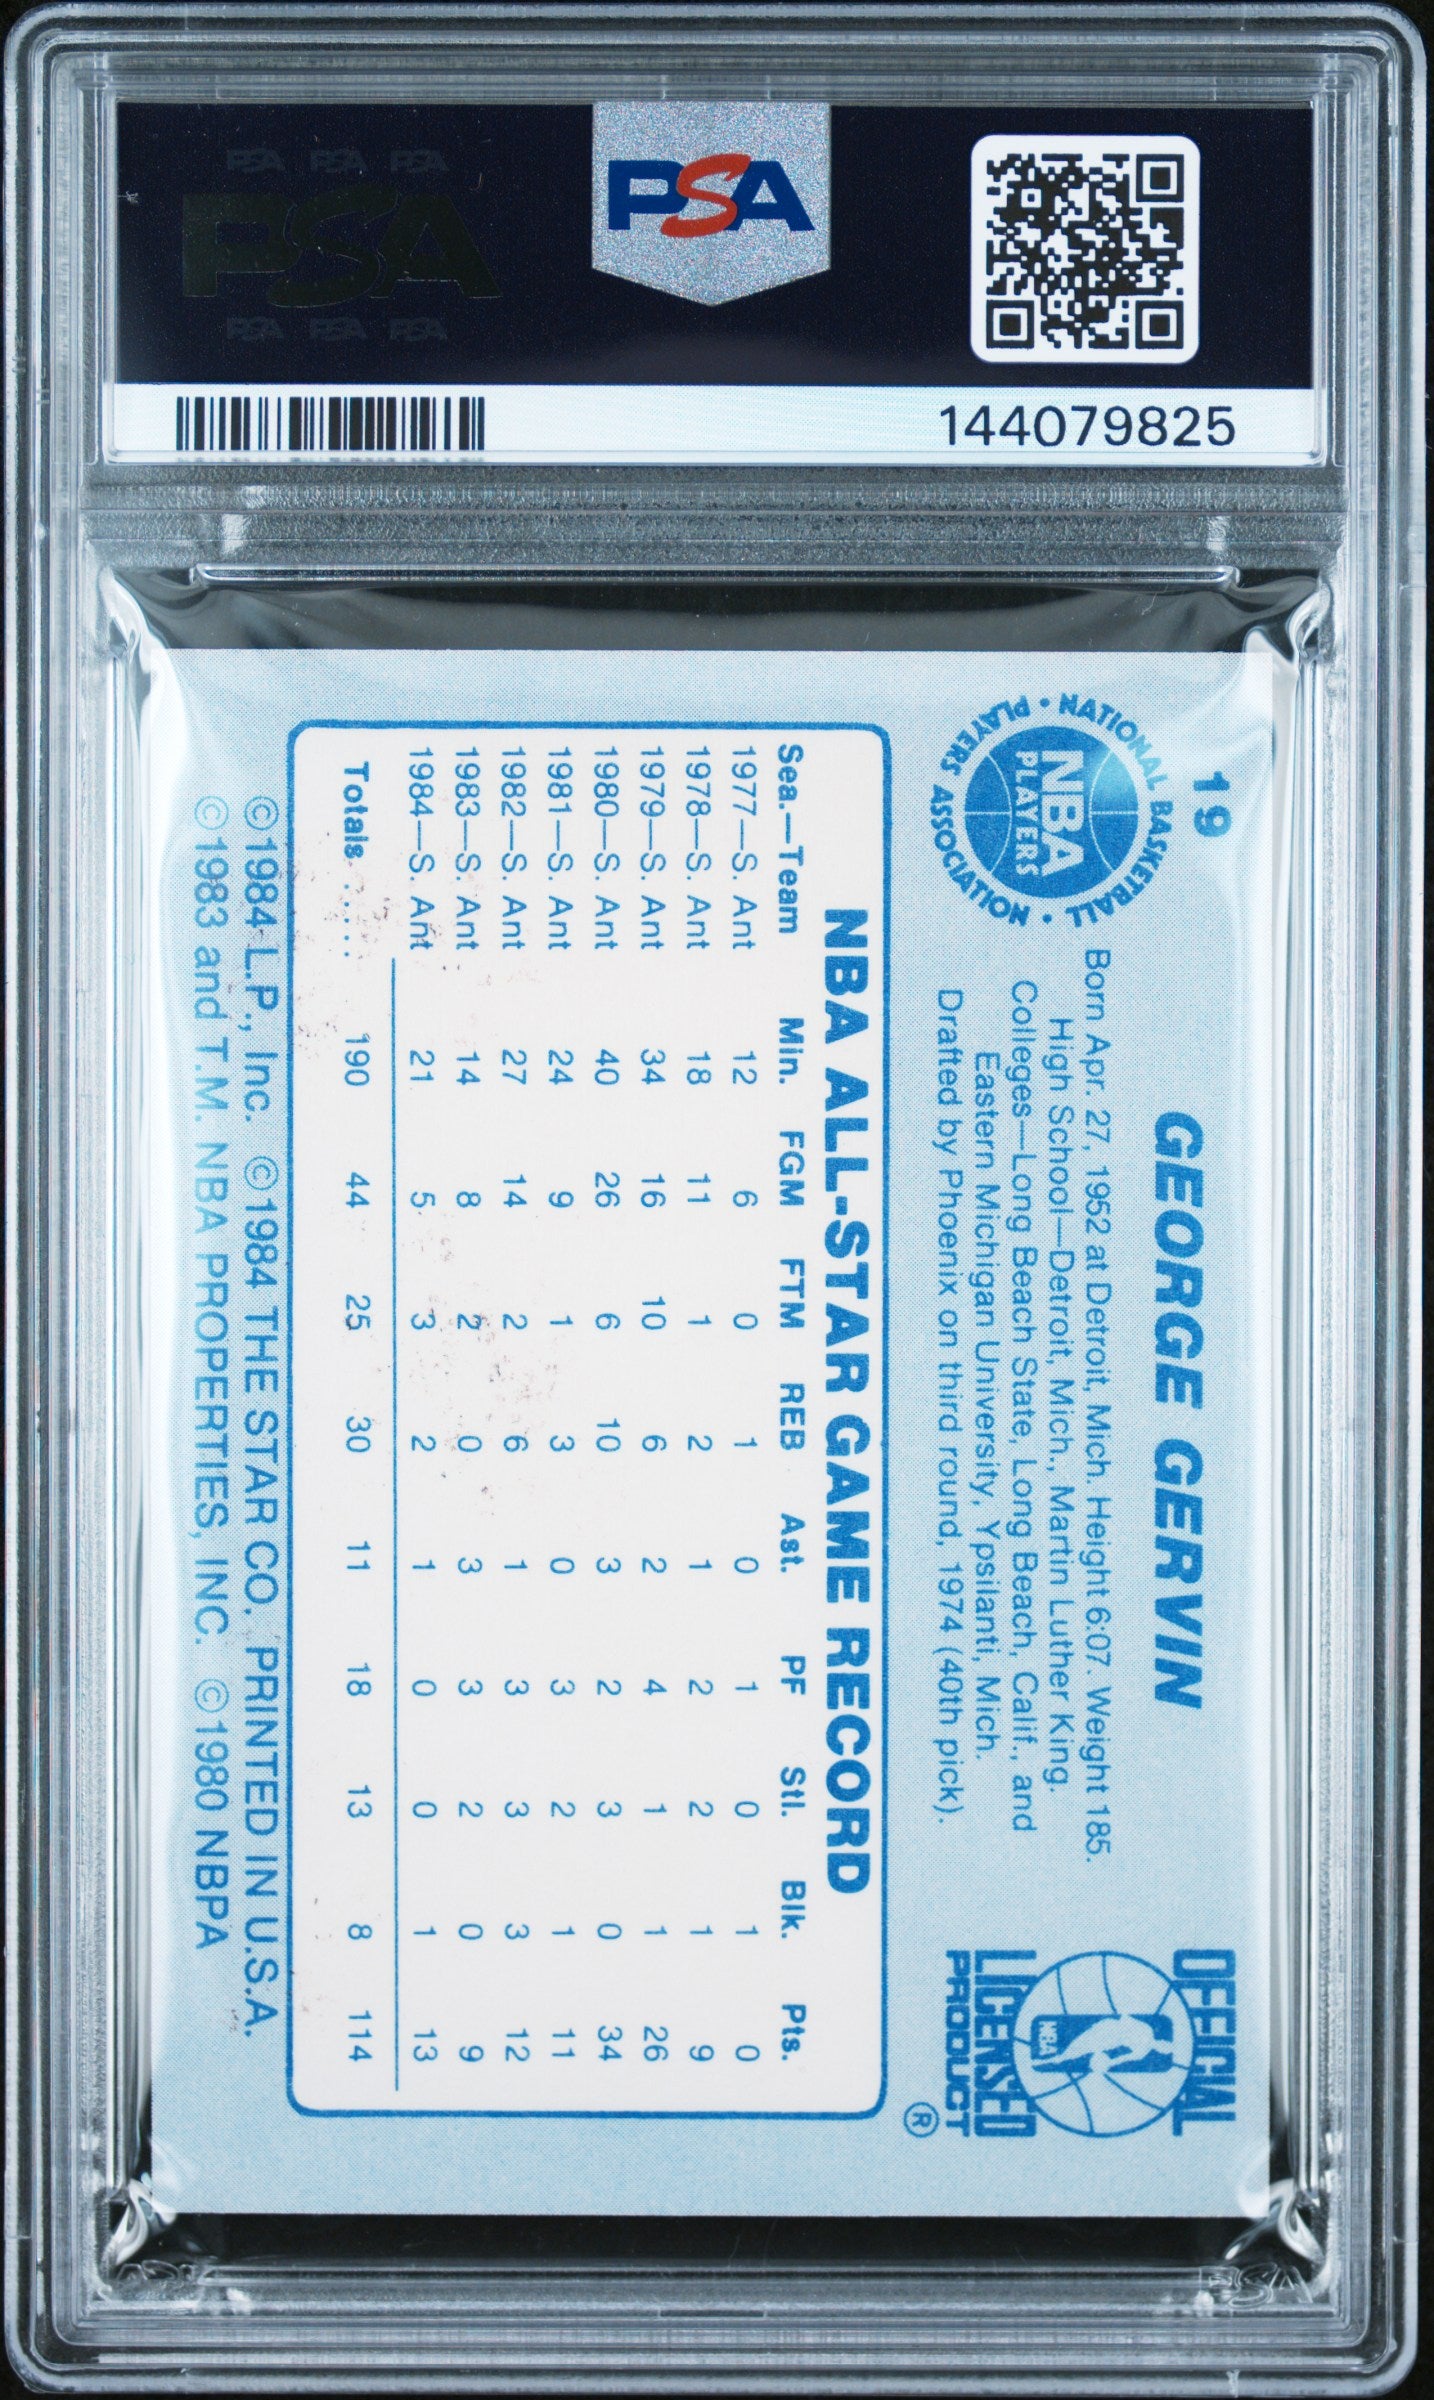 PSA PSA PSA
PSA
PSA PSA PSA
PSA
144079825
19
GEORGE GERVIN
NATIONAL BASKETBALL • PLAYERS ASSOCIATION •
NBA
PLAYERS
Born Apr. 27, 1952 at Detroit, Mich. Height 6:07. Weight 185.
High School—Detroit, Mich., Martin Luther King.
Colleges—Long Beach State, Long Beach, Calif., and
Eastern Michigan University, Ypsilanti, Mich.
Drafted by Phoenix on third round, 1974 (40th pick).
OFFICIAL
NBA
LICENSED
PRODUCT
®
NBA ALL-STAR GAME RECORD
Sea.—Team Min. FGM FTM REB Ast. PF Stl. Blk. Pts.
1977—S. Ant 12 6 0 1 0 1 0 1 0
1978—S. Ant 18 11 1 2 1 2 2 1 9
1979—S. Ant 34 16 10 6 2 4 1 1 26
1980—S. Ant 40 26 6 10 3 2 3 0 34
1981—S. Ant 24 9 1 3 0 3 2 1 11
1982—S. Ant 27 14 2 6 1 3 3 3 12
1983—S. Ant 14 8 2 0 3 3 2 0 9
1984—S. Ant 21 5 3 2 1 0 0 1 13
Totals ..... 190 44 25 30 11 18 13 8 114
©1984 L.P., Inc. ©1984 THE STAR CO. PRINTED IN U.S.A.
©1983 and T.M. NBA PROPERTIES, INC. ©1980 NBPA
PSA